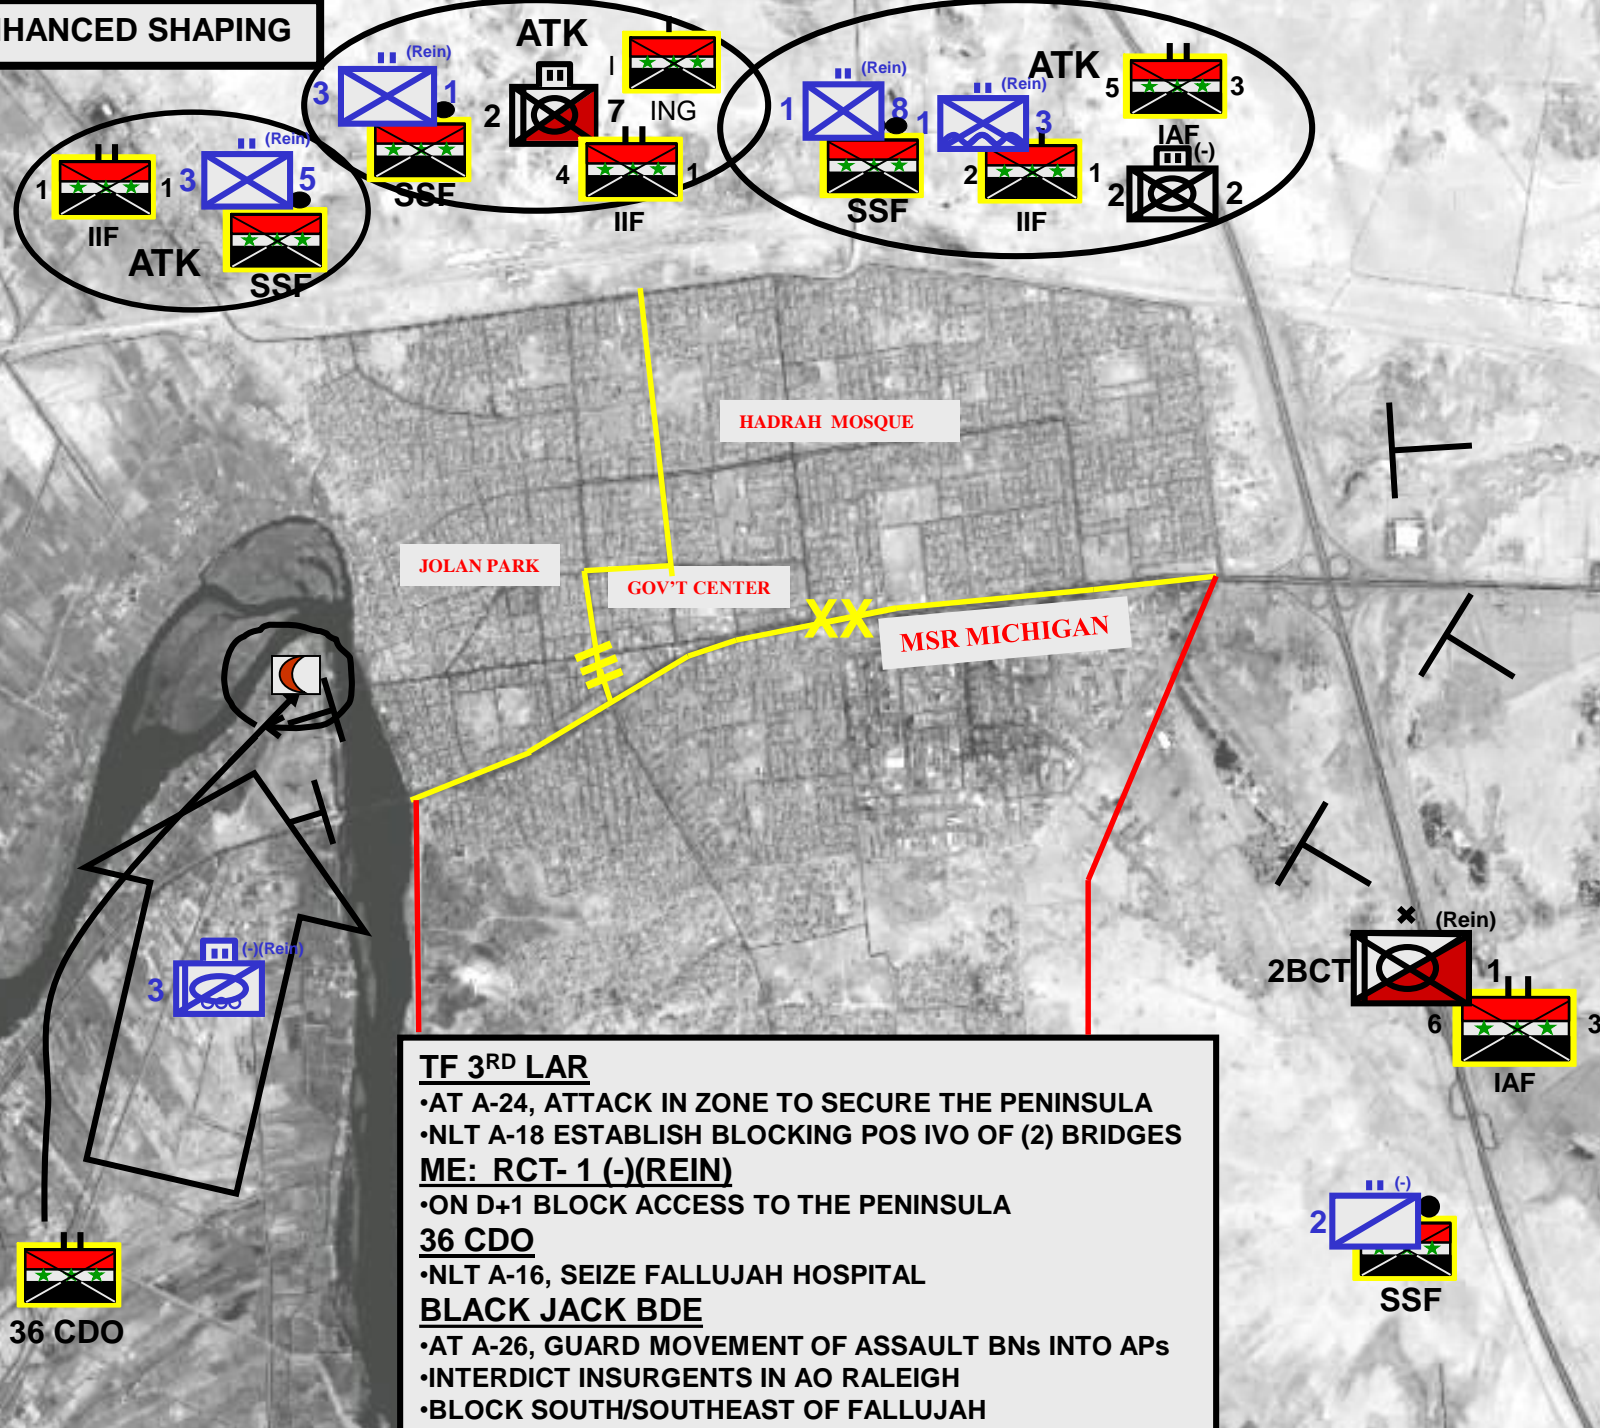 HANCED SHAPING
ATK
ATK
ATK
(Rein)
3 5
1 1
IIF
SSF
(Rein)
3 1
SSF
2 7
I
ING
4 1
IIF
(Rein)
1 8
SSF
(Rein)
1 3
2 1
IIF
5 3
IAF
(-)
2 2
HADRAH MOSQUE
JOLAN PARK
GOV'T CENTER
XX
MSR MICHIGAN
(-)(Rein)
3
36 CDO
(Rein)
2BCT 1
6 3
IAF
(-)
2
SSF
TF 3RD LAR
•AT A-24, ATTACK IN ZONE TO SECURE THE PENINSULA
•NLT A-18 ESTABLISH BLOCKING POS IVO OF (2) BRIDGES
ME: RCT- 1 (-)(REIN)
•ON D+1 BLOCK ACCESS TO THE PENINSULA
36 CDO
•NLT A-16, SEIZE FALLUJAH HOSPITAL
BLACK JACK BDE
•AT A-26, GUARD MOVEMENT OF ASSAULT BNs INTO APs
•INTERDICT INSURGENTS IN AO RALEIGH
•BLOCK SOUTH/SOUTHEAST OF FALLUJAH